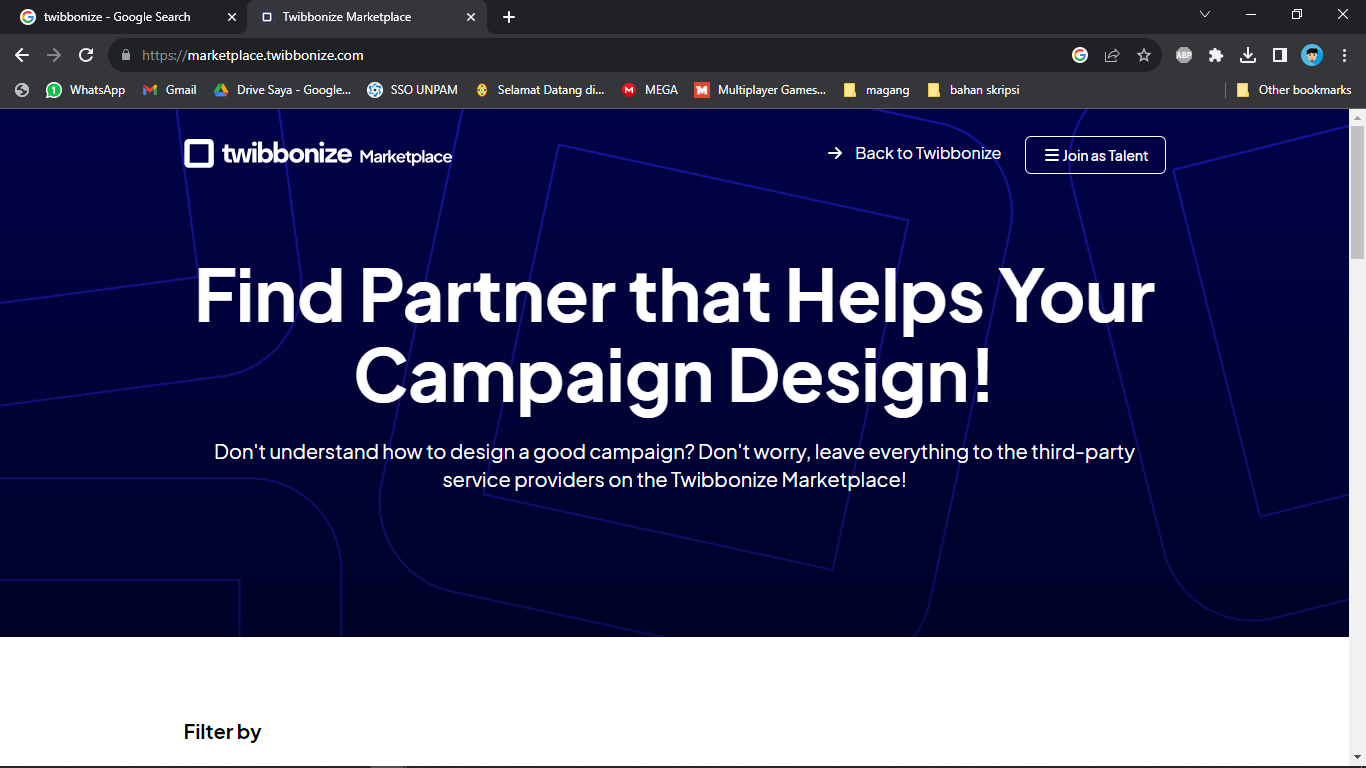 twibbonize - Google Search
Twibbonize Marketplace
https://marketplace.twibbonize.com
ABP
1 WhatsApp
Gmail
Drive Saya - Google...
SSO UNPAM
Selamat Datang di...
MEGA
Multiplayer Games...
magang
bahan skripsi
Other bookmarks
twibbonize Marketplace
Back to Twibbonize
Join as Talent
Find Partner that Helps Your
Campaign Design!
Don't understand how to design a good campaign? Don't worry, leave everything to the third-party
service providers on the Twibbonize Marketplace!
Filter by